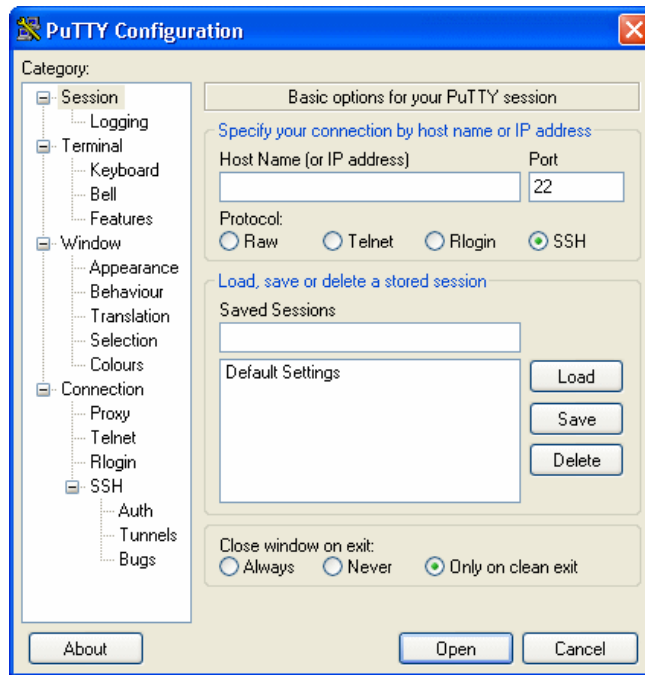 PuTTY Configuration
Category:
Session
Logging
Terminal
Keyboard
Bell
Features
Window
Appearance
Behaviour
Translation
Selection
Colours
Connection
Proxy
Telnet
Rlogin
SSH
Auth
Tunnels
Bugs
Basic options for your PuTTY session
Specify your connection by host name or IP address
Host Name (or IP address) Port
22
Protocol:
Raw Telnet Rlogin SSH
Load, save or delete a stored session
Saved Sessions
Default Settings
Load
Save
Delete
Close window on exit:
Always Never Only on clean exit
About Open Cancel